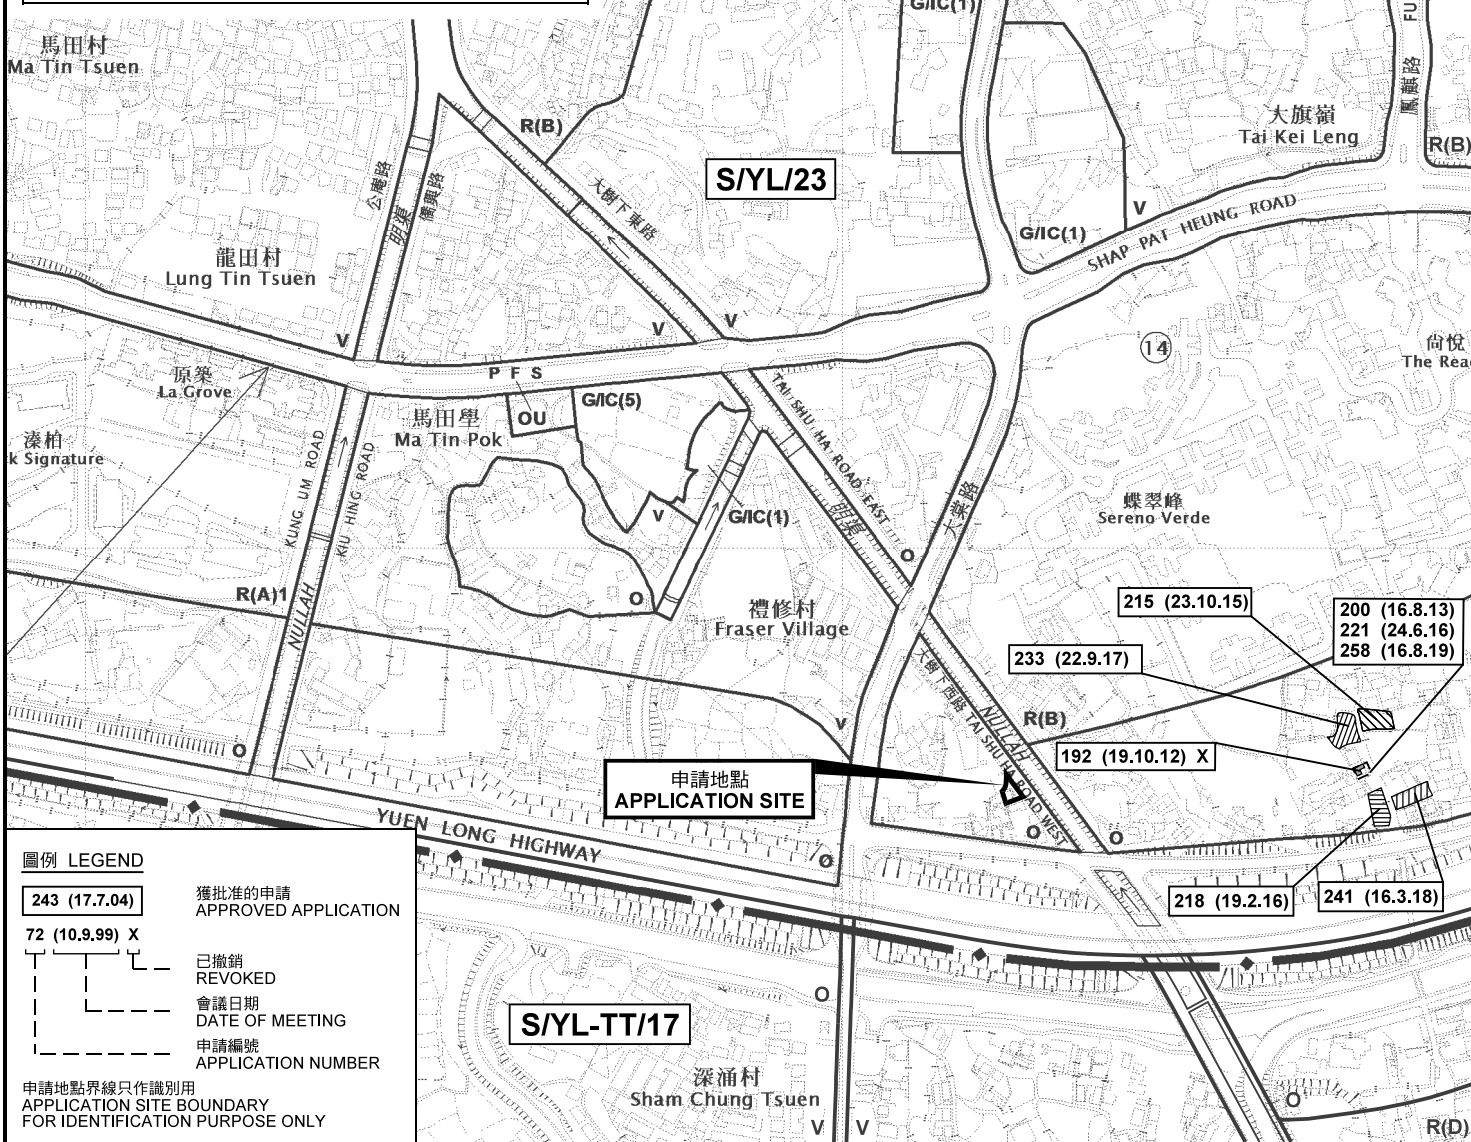 G/IC(1)
FU
馬田村
Ma Tin Tsuen
R(B)
大旗嶺
Tai Kei Leng
鳳麒路
R(B)
S/YL/23
公庵路
明渠
僑興路
大樹下東路
V
G/IC(1)
SHAP PAT HEUNG ROAD
龍田村
Lung Tin Tsuen
V
V
V
14
尚悅
The Rea
原築
La Grove
P F S
OU
G/IC(5)
馬田壆
Ma Tin Pok
溱柏
k Signature
KUNG UM ROAD
KIU HING ROAD
TAI SHU HA ROAD EAST
明渠
大棠路
V
G/IC(1)
蝶翠峰
Sereno Verde
O
R(A)1
NULLAH
O
禮修村
Fraser Village
215 (23.10.15)
200 (16.8.13)
221 (24.6.16)
258 (16.8.19)
233 (22.9.17)
大樹下西路 TAI SHU HA ROAD WEST
NULLAH
R(B)
V
O
192 (19.10.12) X
申請地點
APPLICATION SITE
O
O
YUEN LONG HIGHWAY
O
218 (19.2.16)
241 (16.3.18)
圖例 LEGEND
243 (17.7.04)
獲批准的申請
APPROVED APPLICATION
72 (10.9.99) X
已撤銷
REVOKED
會議日期
DATE OF MEETING
申請編號
APPLICATION NUMBER
申請地點界線只作識別用
APPLICATION SITE BOUNDARY
FOR IDENTIFICATION PURPOSE ONLY
O
S/YL-TT/17
深涌村
Sham Chung Tsuen
V
V
O
R(D)